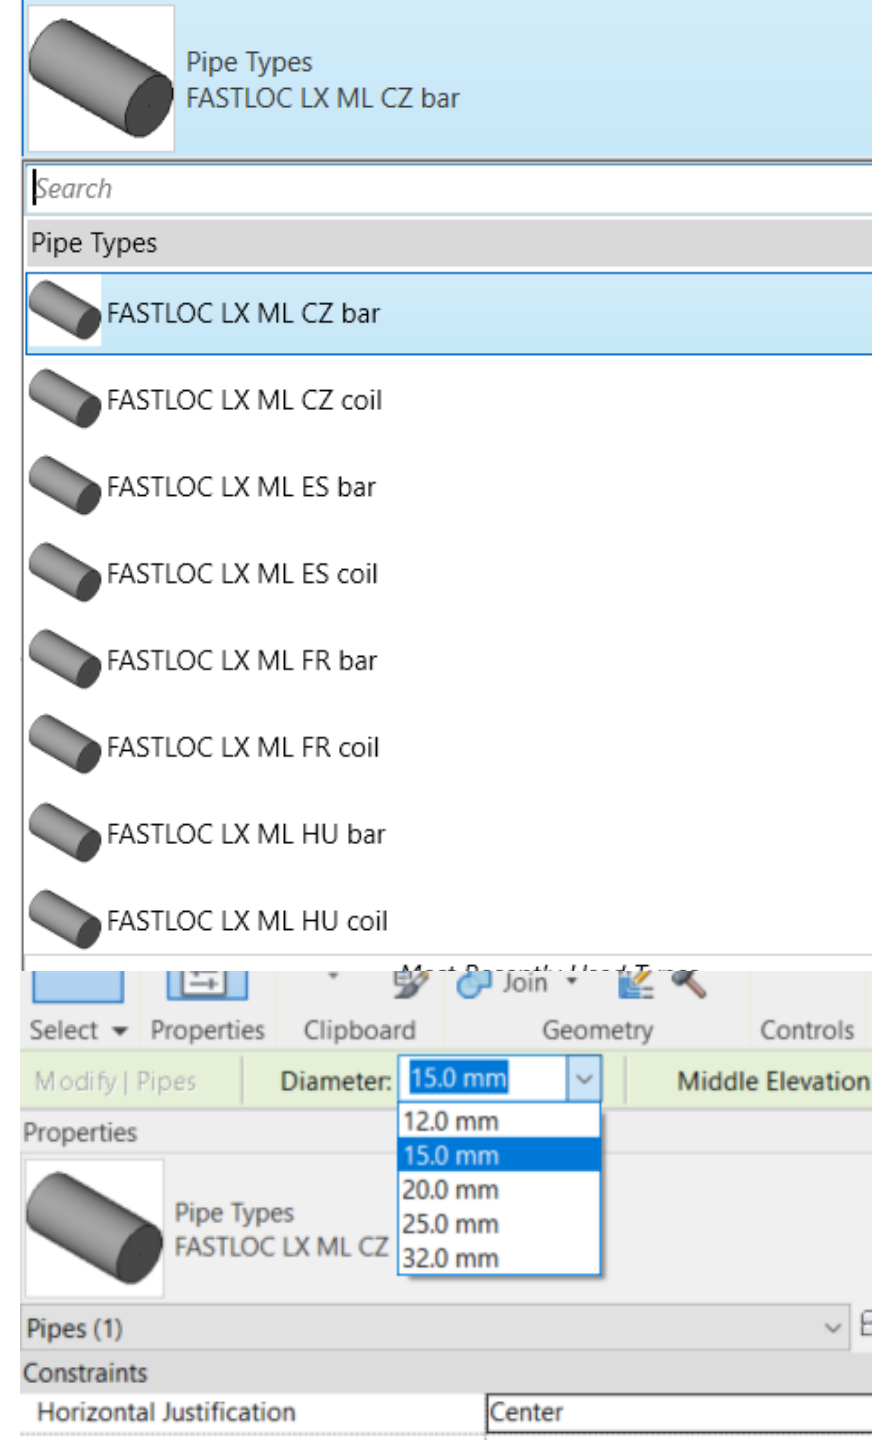 Pipe Types
FASTLOC LX ML CZ bar
Search
Pipe Types
FASTLOC LX ML CZ bar
FASTLOC LX ML CZ coil
FASTLOC LX ML ES bar
FASTLOC LX ML ES coil
FASTLOC LX ML FR bar
FASTLOC LX ML FR coil
FASTLOC LX ML HU bar
FASTLOC LX ML HU coil
Most Recently Used Types
Join
Select Properties Clipboard Geometry Controls
Modify | Pipes Diameter: 15.0 mm Middle Elevation
12.0 mm
Properties
15.0 mm
20.0 mm
Pipe Types
25.0 mm
FASTLOC LX ML CZ
32.0 mm
Pipes (1)
Constraints
Horizontal Justification Center